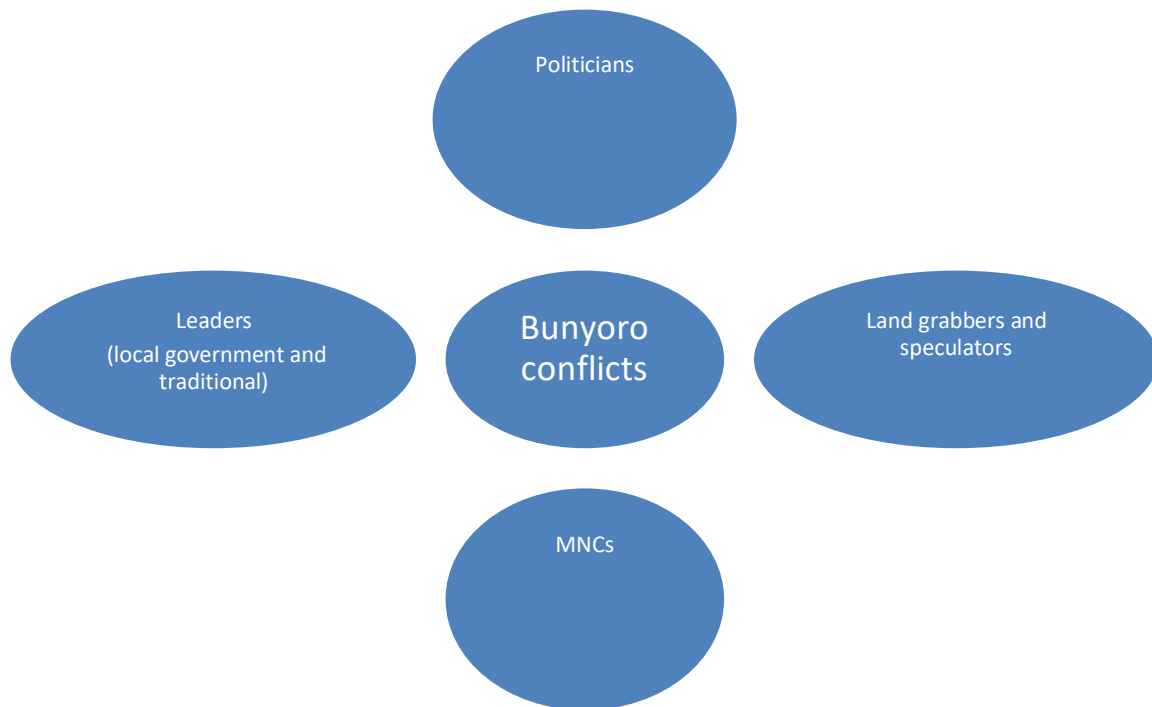 Politicians
Leaders
(local government and
traditional)
Bunyoro
conflicts
Land grabbers and
speculators
MNCs